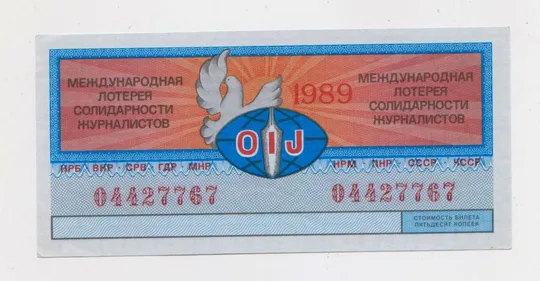 МЕЖДУНАРОДНАЯ
ЛОТЕРЕЯ
СОЛИДАРНОСТИ
ЖУРНАЛИСТОВ
1989
МЕЖДУНАРОДНАЯ
ЛОТЕРЕЯ
СОЛИДАРНОСТИ
ЖУРНАЛИСТОВ
OIJ
НРБ · ВНР · СРВ · ГДР · МНР
НРМ · ПНР · СССР · КССР
04427767
04427767
СТОИМОСТЬ БИЛЕТА
ПЯТЬДЕСЯТ КОПЕЕК